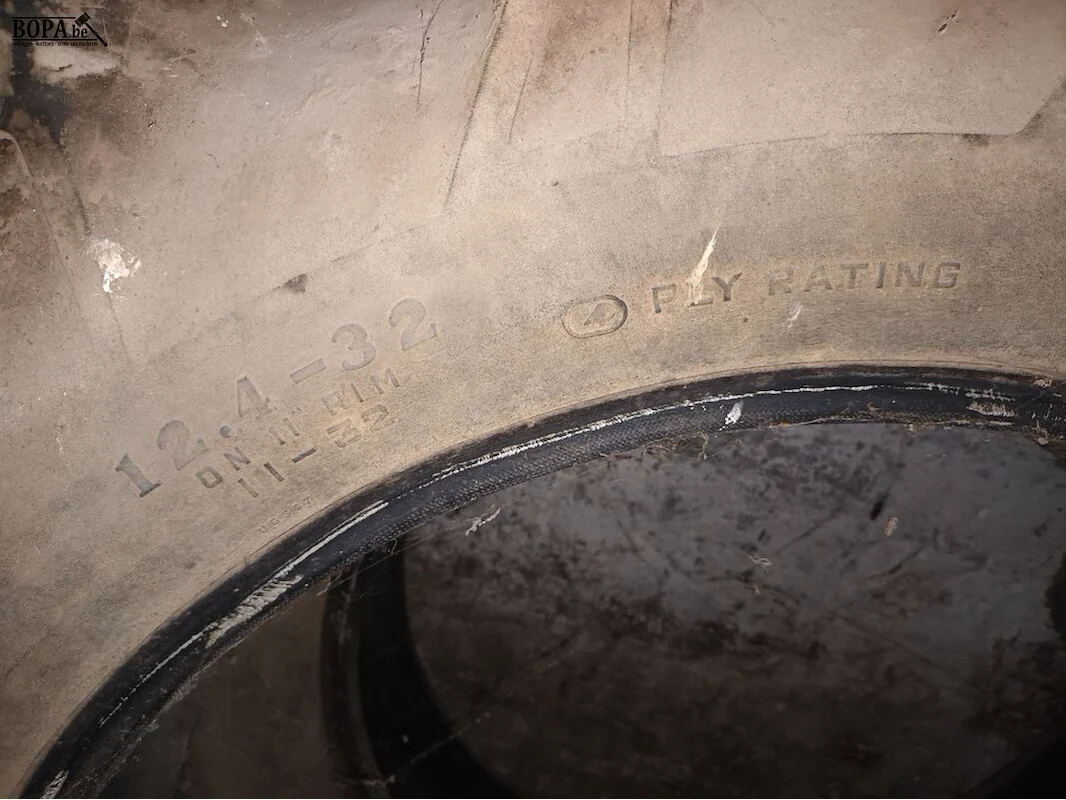 BOPA.be
12.4-32
ON 11" RIM
11-32
4 PLY RATING